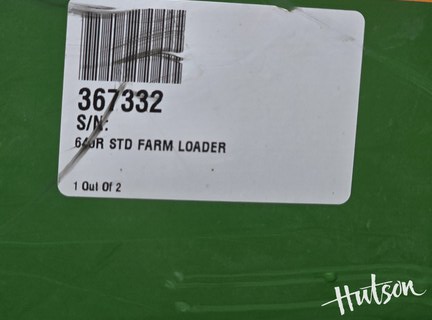 367332
S/N:
STD FARM LOADER
1 Out Of 2
Hutson